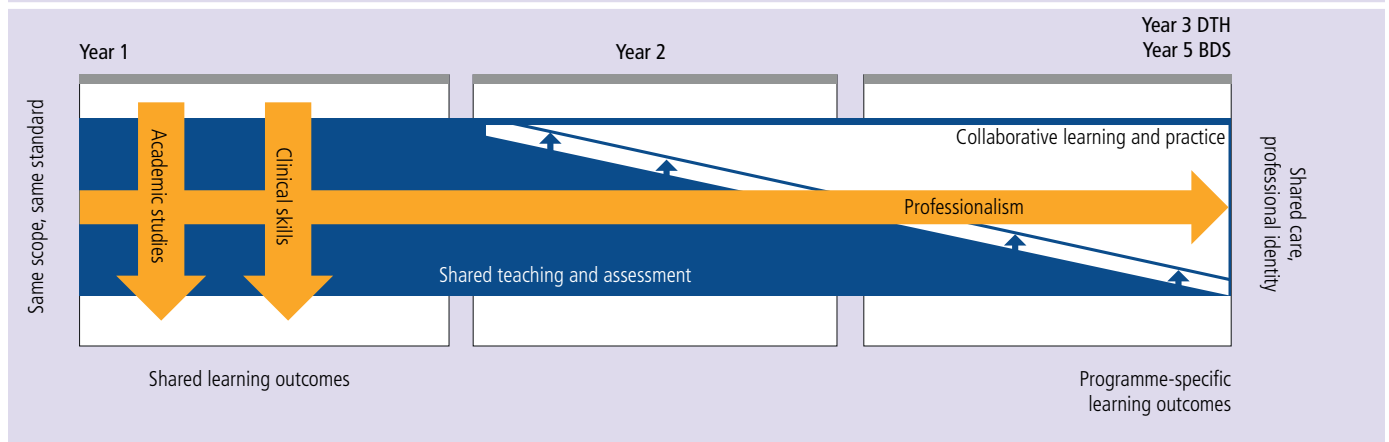 Year 1
Year 2
Year 3 DTH
Year 5 BDS
Same scope, same standard
Academic studies
Clinical skills
Collaborative learning and practice
Professionalism
Shared teaching and assessment
Shared care,
professional identity
Shared learning outcomes
Programme-specific
learning outcomes